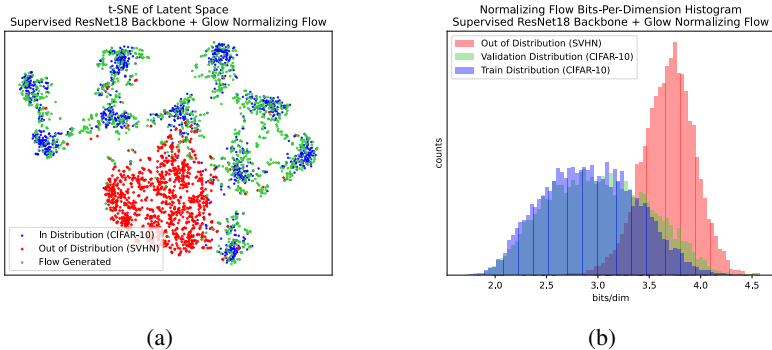 t-SNE of Latent Space
Supervised ResNet18 Backbone + Glow Normalizing Flow
In Distribution (CIFAR-10)
Out of Distribution (SVHN)
Flow Generated
(a)
Normalizing Flow Bits-Per-Dimension Histogram
Supervised ResNet18 Backbone + Glow Normalizing Flow
Out of Distribution (SVHN)
Validation Distribution (CIFAR-10)
Train Distribution (CIFAR-10)
counts
2.0 2.5 3.0 3.5 4.0 4.5
bits/dim
(b)